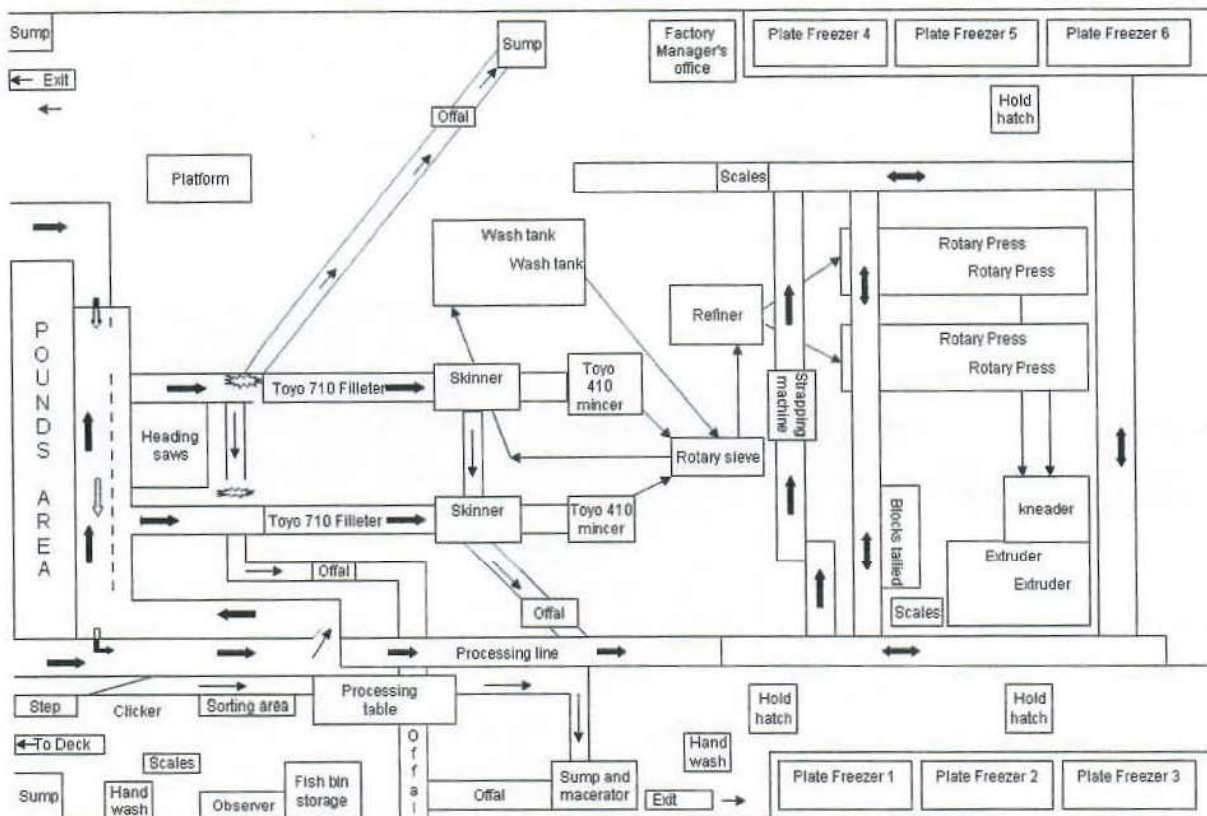 Sump
Exit
Sump
Factory
Manager's
office
Plate Freezer 4
Plate Freezer 5
Plate Freezer 6
Hold
hatch
Offal
Platform
Scales
Wash tank
Wash tank
Rotary Press
Rotary Press
Refiner
Rotary Press
Rotary Press
POUNDS AREA
Toyo 710 Filleter
Skinner
Toyo
410
mincer
Strapping
machine
Heading
saws
Rotary sieve
Toyo 710 Filleter
Skinner
Toyo 410
mincer
Blocks tallied
kneader
Extruder
Extruder
Offal
Offal
Scales
Processing line
Step
Clicker
Sorting area
Processing
table
Hold
hatch
Hold
hatch
To Deck
Offal
Hand
wash
Scales
Sump
Hand
wash
Observer
Fish bin
storage
Offal
Sump and
macerator
Exit
Plate Freezer 1
Plate Freezer 2
Plate Freezer 3